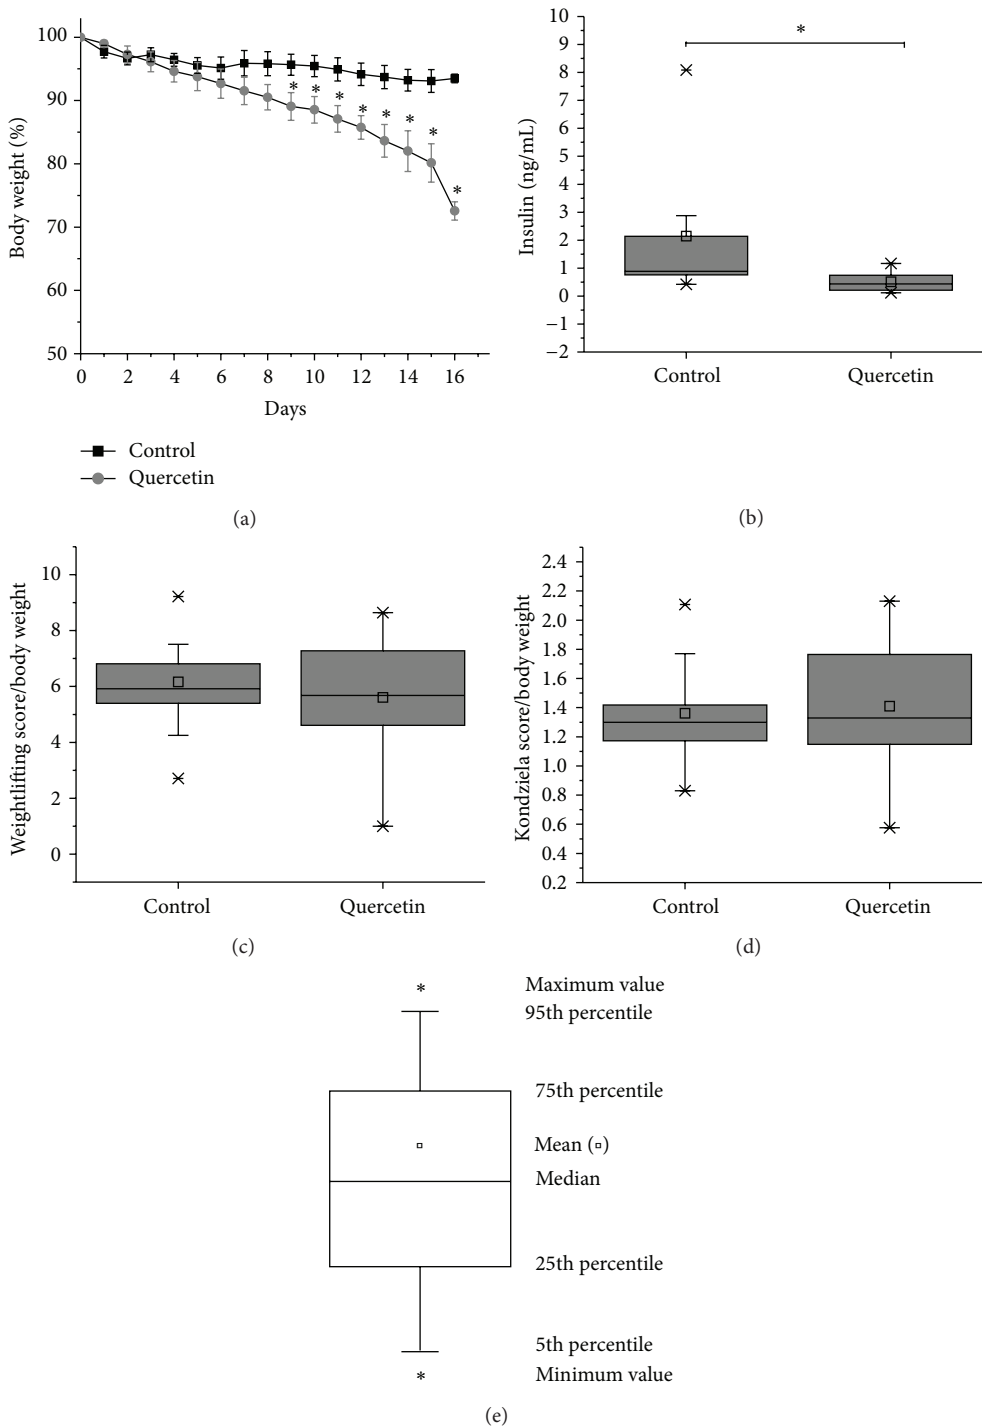 100
90
80
70
60
50
Body weight (%)
* * * * * * * *
0 2 4 6 8 10 12 14 16
Days
Control
Quercetin
(a)
10
9
8
7
6
5
4
3
2
1
0
−1
−2
Insulin (ng/mL)
*
Control Quercetin
(b)
10
8
6
4
2
0
Weightlifting score/body weight
Control Quercetin
(c)
2.4
2.2
2.0
1.8
1.6
1.4
1.2
1.0
0.8
0.6
0.4
0.2
Kondziela score/body weight
Control Quercetin
(d)
* Maximum value
95th percentile
75th percentile
Mean (▫)
Median
25th percentile
5th percentile
* Minimum value
(e)